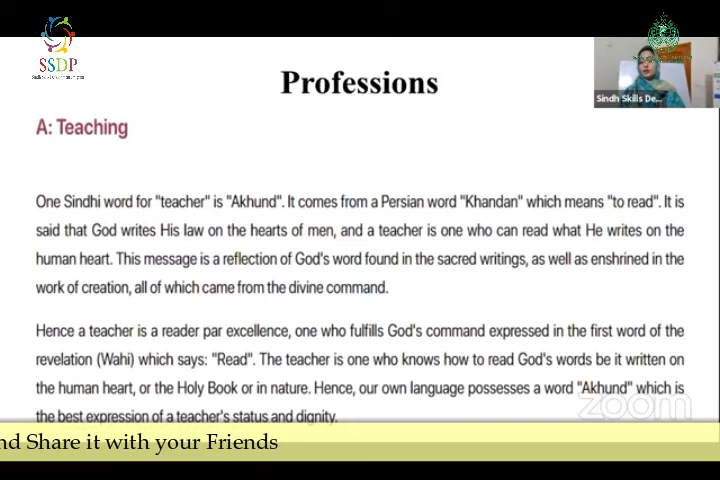 SSDP
Professions
Sindh Skills De...
A: Teaching
One Sindhi word for "teacher" is "Akhund". It comes from a Persian word "Khandan" which means "to read". It is
said that God writes His law on the hearts of men, and a teacher is one who can read what He writes on the
human heart. This message is a reflection of God's word found in the sacred writings, as well as enshrined in the
work of creation, all of which came from the divine command.
Hence a teacher is a reader par excellence, one who fulfills God's command expressed in the first word of the
revelation (Wahi) which says: "Read". The teacher is one who knows how to read God's words be it written on
the human heart, or the Holy Book or in nature. Hence, our own language possesses a word "Akhund" which is
the best expression of a teacher's status and dignity.
zoom
nd Share it with your Friends